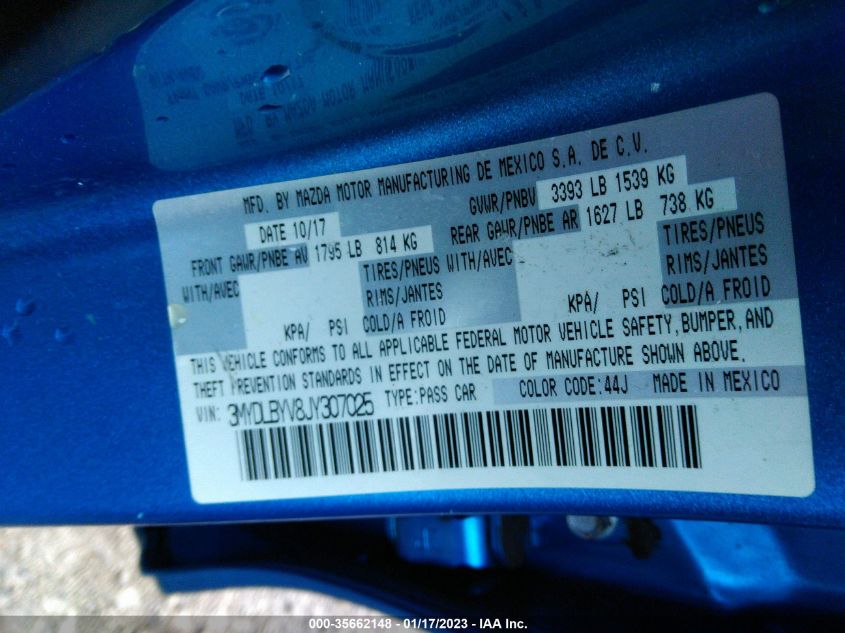 MFD. BY MAZDA MOTOR MANUFACTURING DE MEXICO S.A. DE C.V.
DATE 10/17 GVWR/PNBV 3393 LB 1539 KG
FRONT GAWR/PNBE AV 1795 LB 814 KG REAR GAWR/PNBE AR 1627 LB 738 KG
WITH/AVEC TIRES/PNEUS WITH/AVEC TIRES/PNEUS
RIMS/JANTES RIMS/JANTES
KPA/ PSI COLD/A FROID KPA/ PSI COLD/A FROID
THIS VEHICLE CONFORMS TO ALL APPLICABLE FEDERAL MOTOR VEHICLE SAFETY, BUMPER, AND
THEFT PREVENTION STANDARDS IN EFFECT ON THE DATE OF MANUFACTURE SHOWN ABOVE.
VIN: 3MYDLBYV8JY307025 TYPE:PASS CAR COLOR CODE:44J MADE IN MEXICO
000-35662148 - 01/17/2023 - IAA Inc.